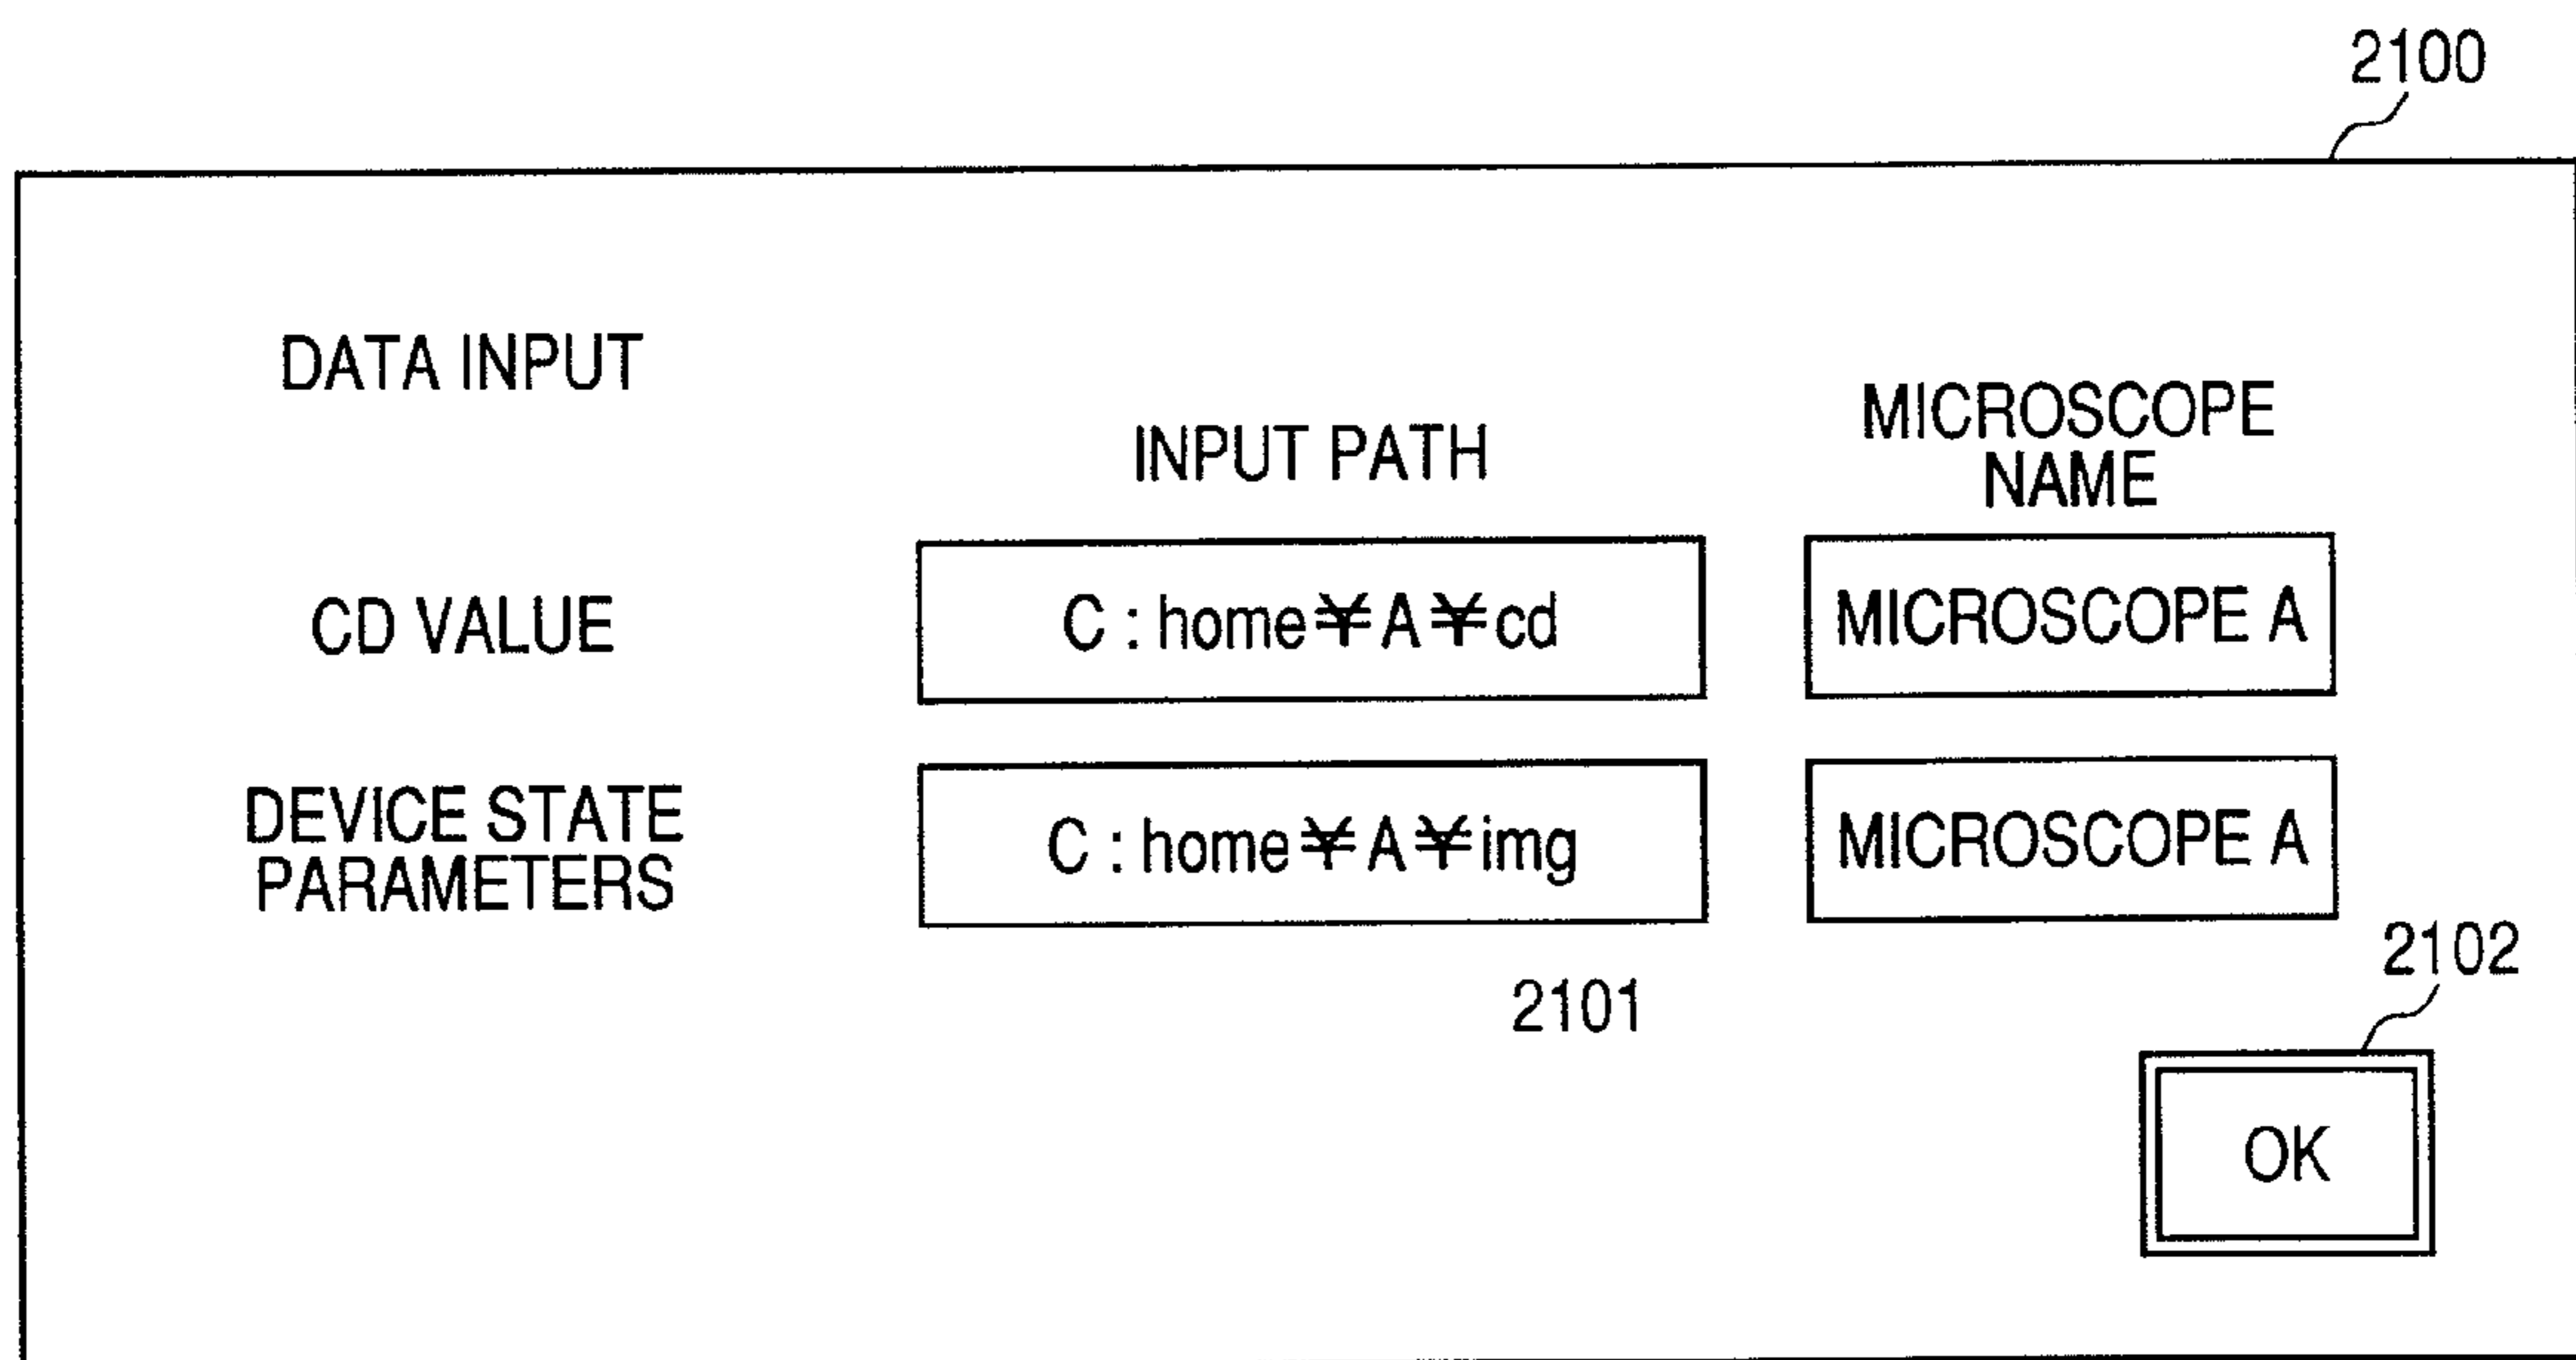 2100
DATA INPUT
INPUT PATH
MICROSCOPE
NAME
CD VALUE
C : home¥A¥cd
MICROSCOPE A
DEVICE STATE
PARAMETERS
C : home¥A¥img
MICROSCOPE A
2101
2102
OK